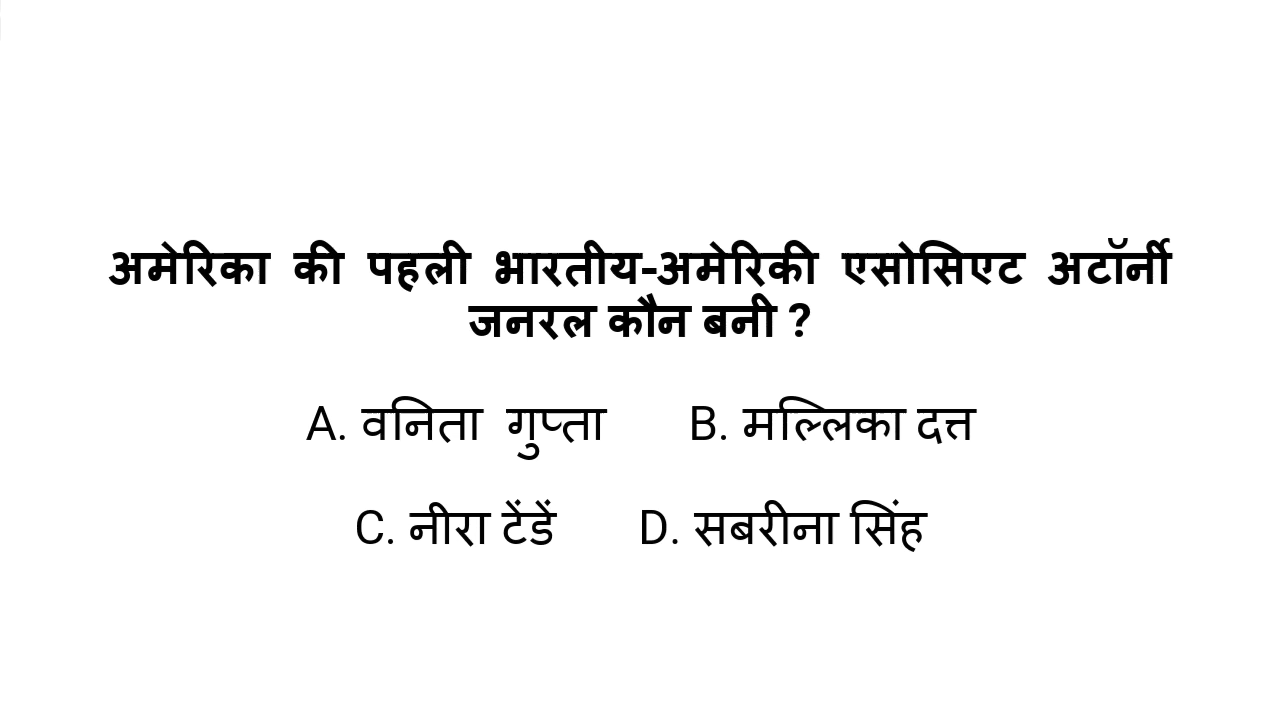 अमेरिका की पहली भारतीय-अमेरिकी एसोसिएट अटॉर्नी
जनरल कौन बनी ?
A. वनिता गुप्ता B. मल्लिका दत्त
C. नीरा टेंडें D. सबरीना सिंह